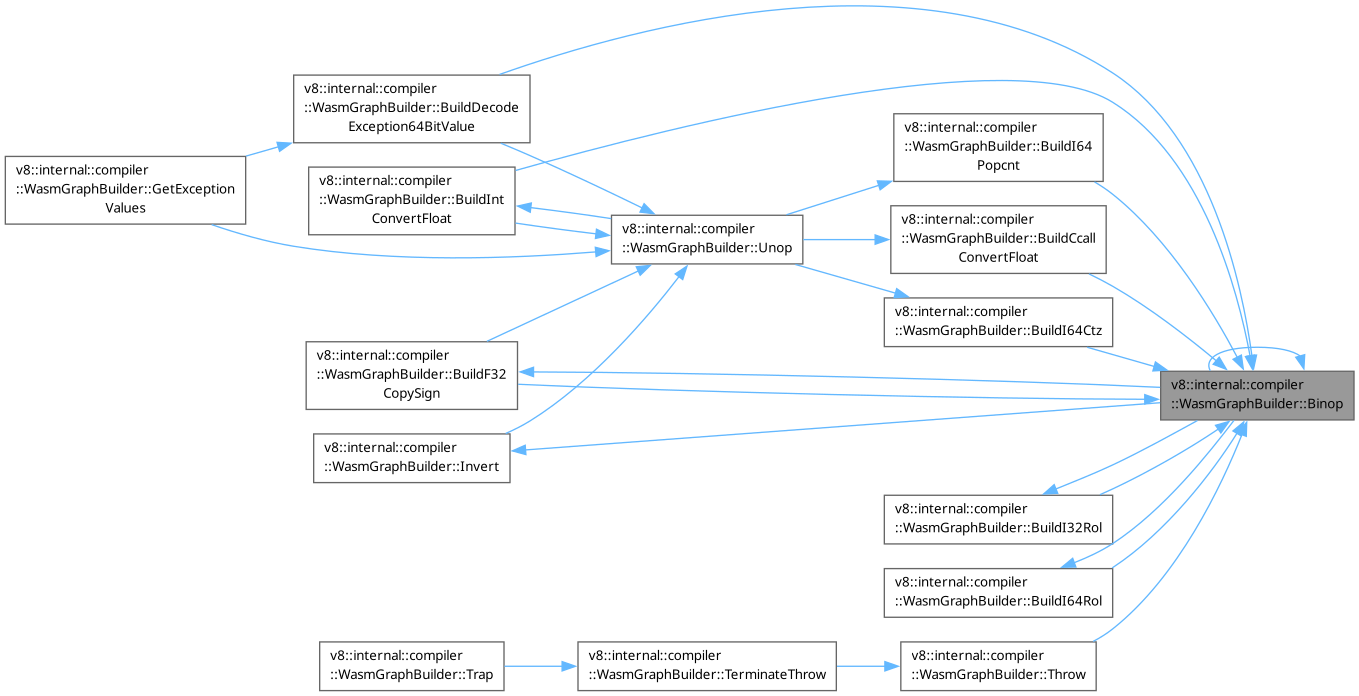 v8::internal::compiler
::WasmGraphBuilder::BuildDecode
Exception64BitValue
v8::internal::compiler
::WasmGraphBuilder::GetException
Values
v8::internal::compiler
::WasmGraphBuilder::BuildInt
ConvertFloat
v8::internal::compiler
::WasmGraphBuilder::Unop
v8::internal::compiler
::WasmGraphBuilder::BuildI64
Popcnt
v8::internal::compiler
::WasmGraphBuilder::BuildCcall
ConvertFloat
v8::internal::compiler
::WasmGraphBuilder::BuildI64Ctz
v8::internal::compiler
::WasmGraphBuilder::BuildF32
CopySign
v8::internal::compiler
::WasmGraphBuilder::Binop
v8::internal::compiler
::WasmGraphBuilder::Invert
v8::internal::compiler
::WasmGraphBuilder::BuildI32Rol
v8::internal::compiler
::WasmGraphBuilder::BuildI64Rol
v8::internal::compiler
::WasmGraphBuilder::Trap
v8::internal::compiler
::WasmGraphBuilder::TerminateThrow
v8::internal::compiler
::WasmGraphBuilder::Throw